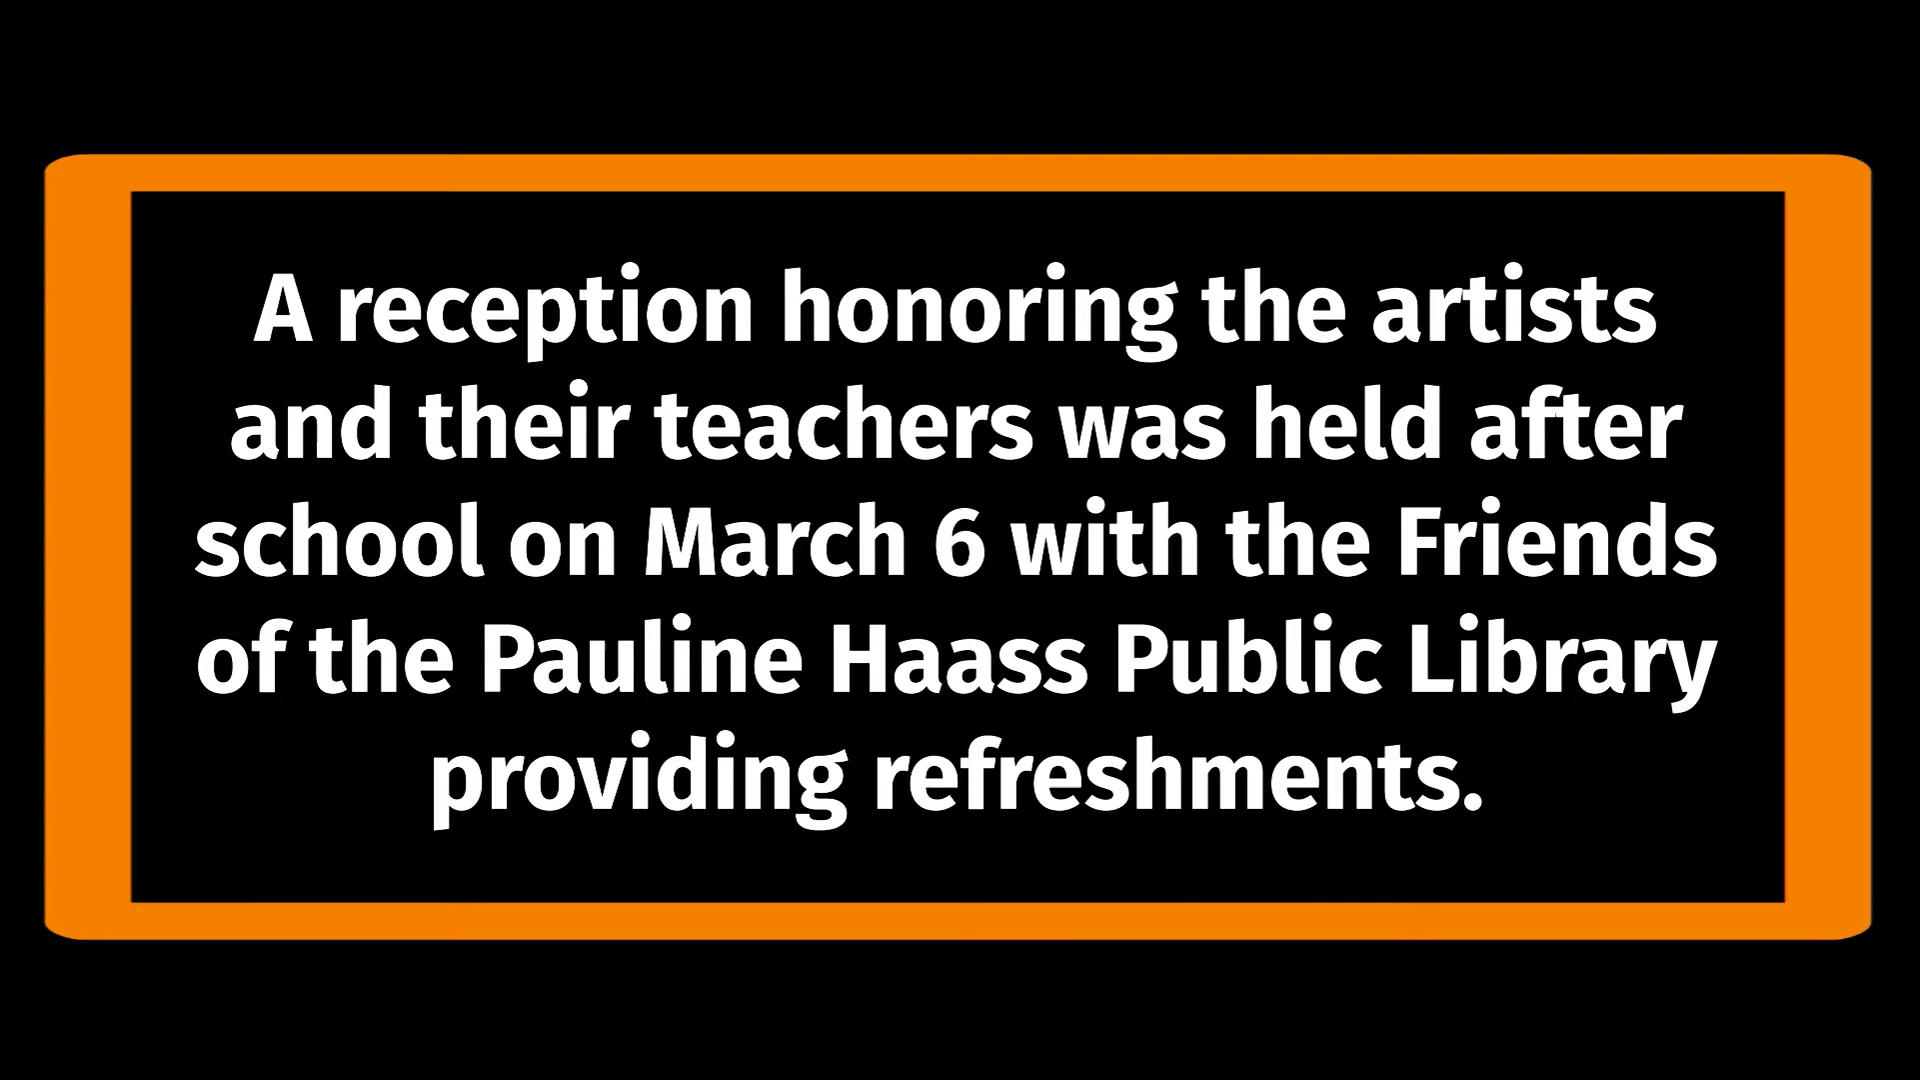 A reception honoring the artists
and their teachers was held after
school on March 6 with the Friends
of the Pauline Haass Public Library
providing refreshments.